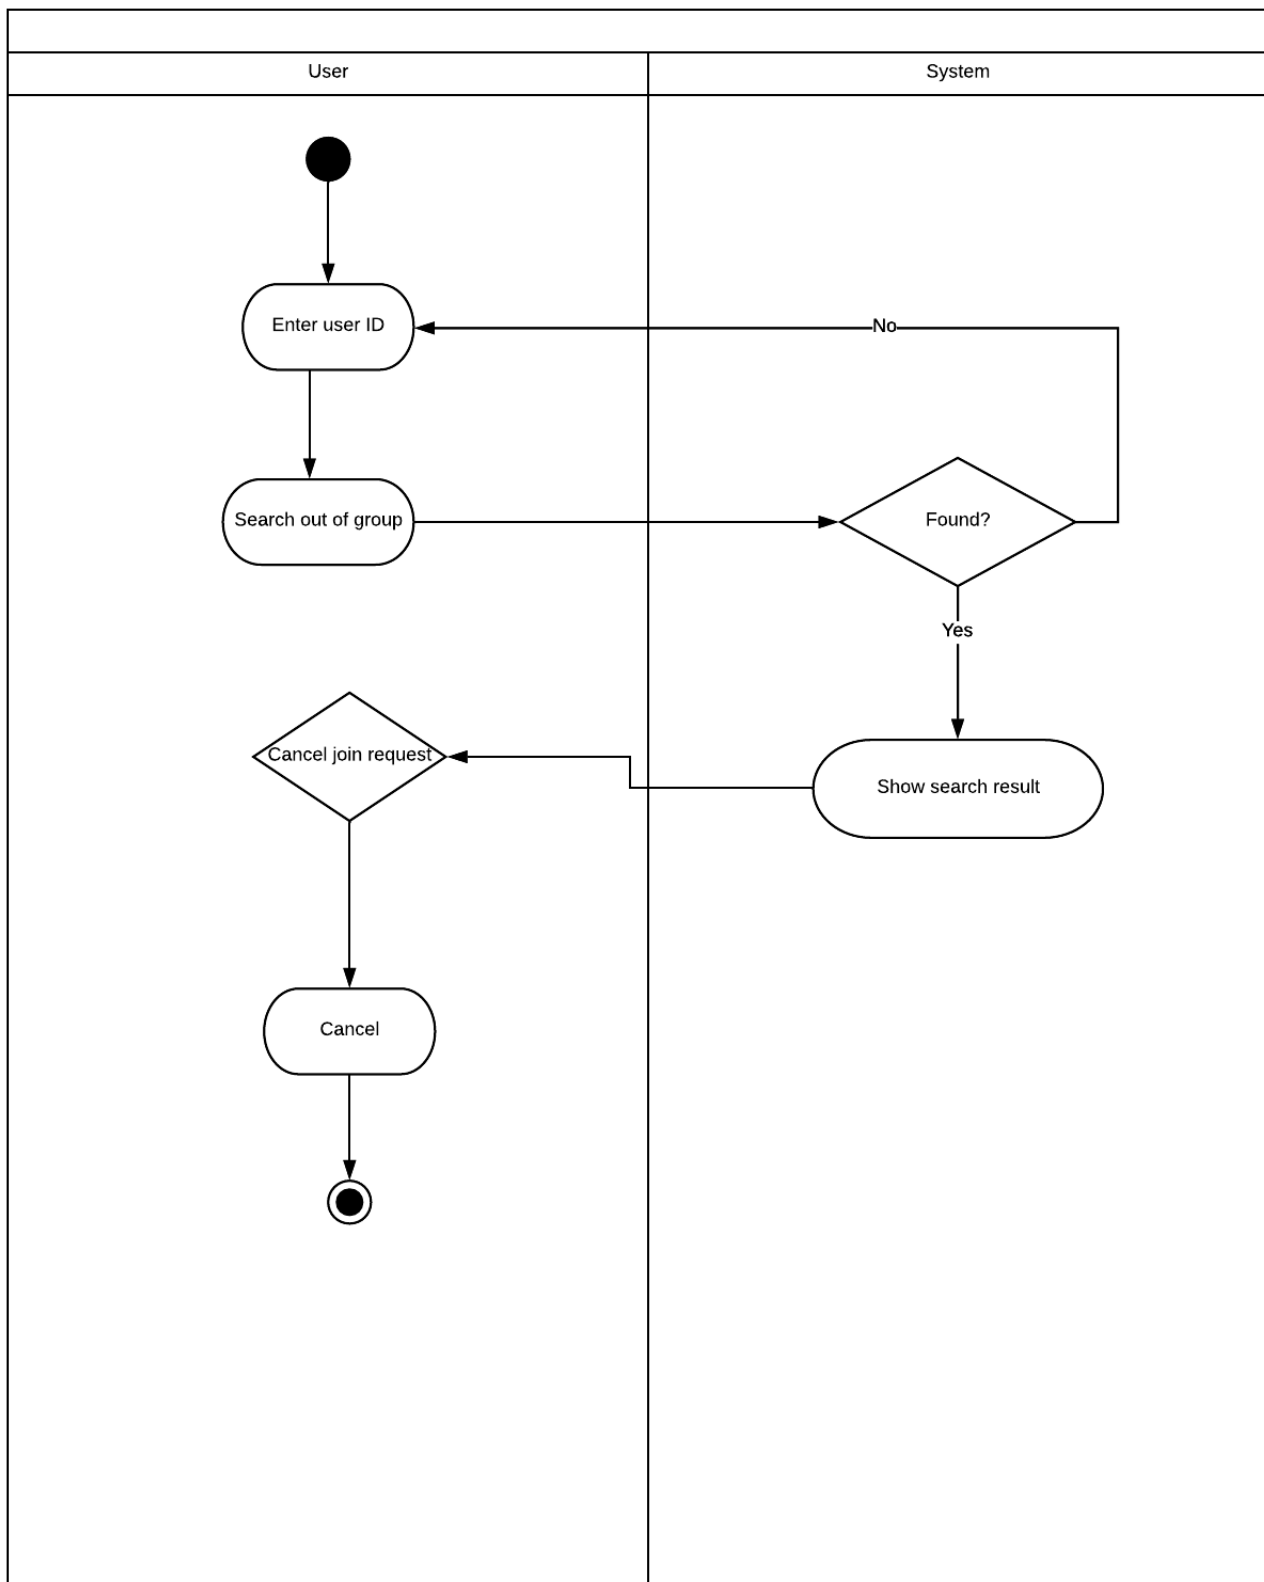 User
System
Enter user ID
No
Search out of group
Found?
Yes
Cancel join request
Show search result
Cancel